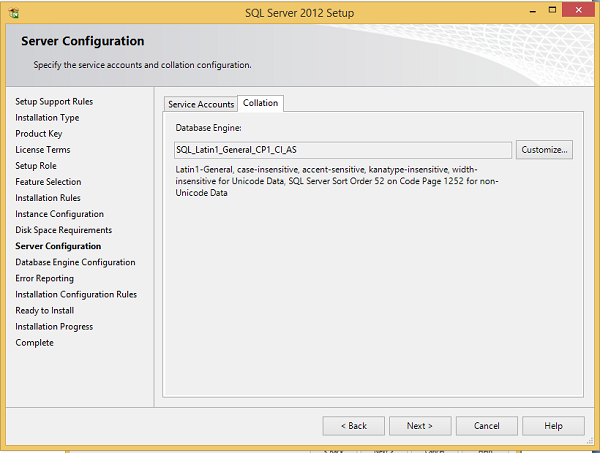 SQL Server 2012 Setup
Server Configuration
Specify the service accounts and collation configuration.
Setup Support Rules
Installation Type
Product Key
License Terms
Setup Role
Feature Selection
Installation Rules
Instance Configuration
Disk Space Requirements
Server Configuration
Database Engine Configuration
Error Reporting
Installation Configuration Rules
Ready to Install
Installation Progress
Complete
Service Accounts Collation
Database Engine:
SQL_Latin1_General_CP1_CI_AS Customize...
Latin1-General, case-insensitive, accent-sensitive, kanatype-insensitive, width-
insensitive for Unicode Data, SQL Server Sort Order 52 on Code Page 1252 for non-
Unicode Data
< Back Next > Cancel Help